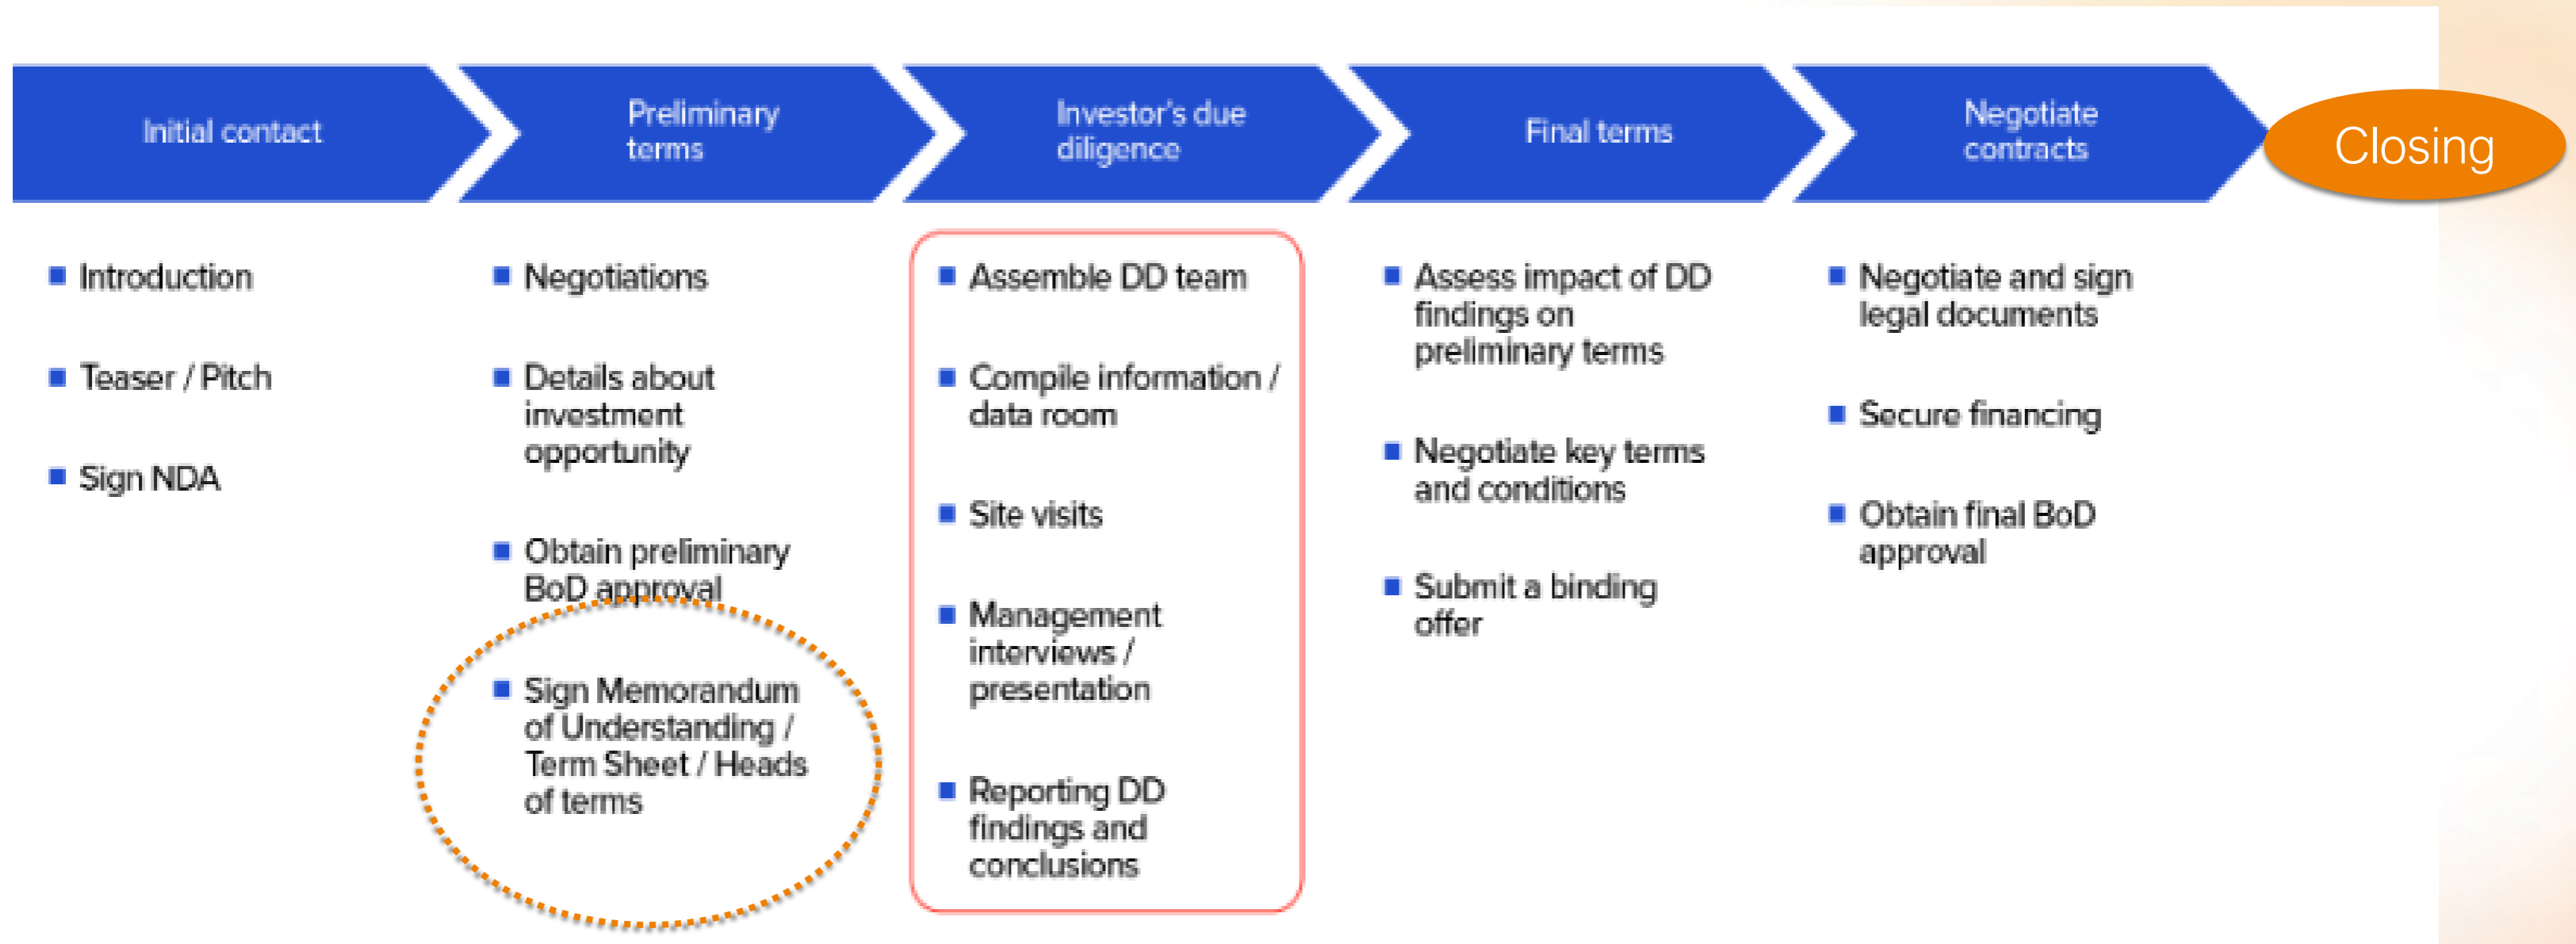 Initial contact
Preliminary
terms
Investor's due
diligence
Final terms
Negotiate
contracts
Closing
Introduction
Teaser / Pitch
Sign NDA
Negotiations
Details about
investment
opportunity
Obtain preliminary
BoD approval
Sign Memorandum
of Understanding /
Term Sheet / Heads
of terms
Assemble DD team
Compile information /
data room
Site visits
Management
interviews /
presentation
Reporting DD
findings and
conclusions
Assess impact of DD
findings on
preliminary terms
Negotiate key terms
and conditions
Submit a binding
offer
Negotiate and sign
legal documents
Secure financing
Obtain final BoD
approval